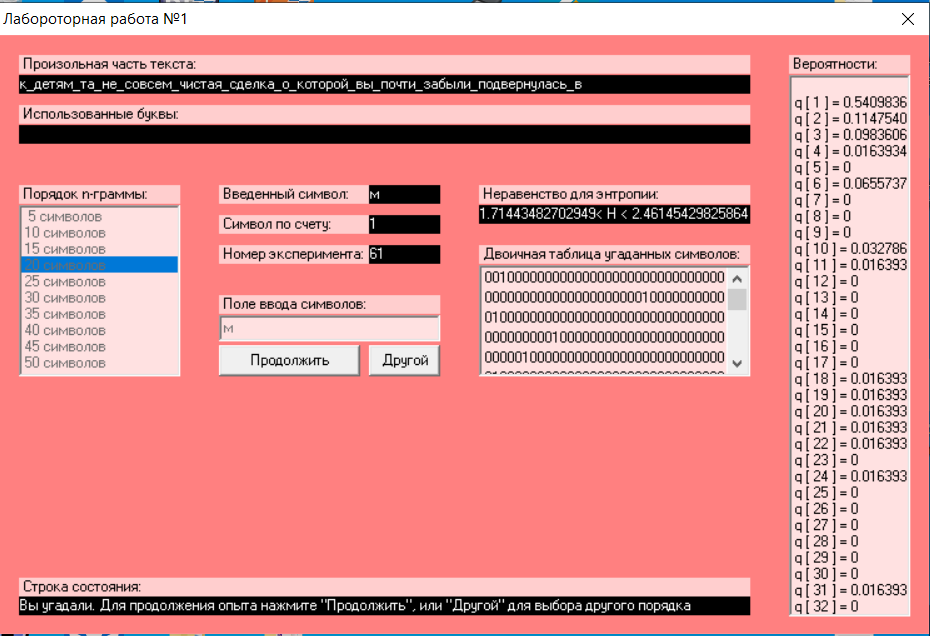 Лабороторная работа №1
Произольная часть текста:
к_детям_та_не_совсем_чистая_сделка_о_которой_вы_почти_забыли_подвернулась_в
Использованные буквы:
Порядок n-граммы:
5 символов
10 символов
15 символов
20 символов
25 символов
30 символов
35 символов
40 символов
45 символов
50 символов
Введенный символ: м
Символ по счету: 1
Номер эксперимента: 61
Поле ввода символов:
м
Продолжить
Другой
Неравенство для энтропии:
1.71443482702949< H < 2.46145429825864
Двоичная таблица угаданных символов:
00100000000000000000000000000000
00000000000000000000010000000000
01000000000000000000000000000000
00000000010000000000000000000000
00000100000000000000000000000000
Вероятности:
q [ 1 ] = 0.5409836
q [ 2 ] = 0.1147540
q [ 3 ] = 0.0983606
q [ 4 ] = 0.0163934
q [ 5 ] = 0
q [ 6 ] = 0.0655737
q [ 7 ] = 0
q [ 8 ] = 0
q [ 9 ] = 0
q [ 10 ] = 0.032786
q [ 11 ] = 0.016393
q [ 12 ] = 0
q [ 13 ] = 0
q [ 14 ] = 0
q [ 15 ] = 0
q [ 16 ] = 0
q [ 17 ] = 0
q [ 18 ] = 0.016393
q [ 19 ] = 0.016393
q [ 20 ] = 0.016393
q [ 21 ] = 0.016393
q [ 22 ] = 0.016393
q [ 23 ] = 0
q [ 24 ] = 0.016393
q [ 25 ] = 0
q [ 26 ] = 0
q [ 27 ] = 0
q [ 28 ] = 0
q [ 29 ] = 0
q [ 30 ] = 0
q [ 31 ] = 0.016393
q [ 32 ] = 0
Строка состояния:
Вы угадали. Для продолжения опыта нажмите "Продолжить", или "Другой" для выбора другого порядка